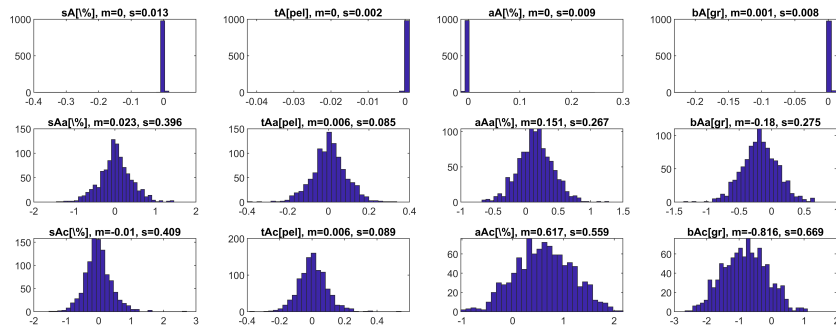 sA[\%], m=0, s=0.013
1000
500
0
-0.4 -0.3 -0.2 -0.1 0
tA[pel], m=0, s=0.002
1000
500
0
-0.04 -0.03 -0.02 -0.01 0
aA[\%], m=0, s=0.009
1000
500
0
0 0.1 0.2 0.3
bA[gr], m=0.001, s=0.008
1000
500
0
-0.2 -0.15 -0.1 -0.05 0
sAa[\%], m=0.023, s=0.396
150
100
50
0
-2 -1 0 1 2
tAa[pel], m=0.006, s=0.085
150
100
50
0
-0.4 -0.2 0 0.2 0.4
aAa[\%], m=0.151, s=0.267
100
50
0
-1 -0.5 0 0.5 1 1.5
bAa[gr], m=-0.18, s=0.275
100
50
0
-1.5 -1 -0.5 0 0.5 1
sAc[\%], m=-0.01, s=0.409
150
100
50
0
-2 -1 0 1 2 3
tAc[pel], m=0.006, s=0.089
200
100
0
-0.4 -0.2 0 0.2 0.4
aAc[\%], m=0.617, s=0.559
60
40
20
0
-1 0 1 2
bAc[gr], m=-0.816, s=0.669
60
40
20
0
-3 -2 -1 0 1 2